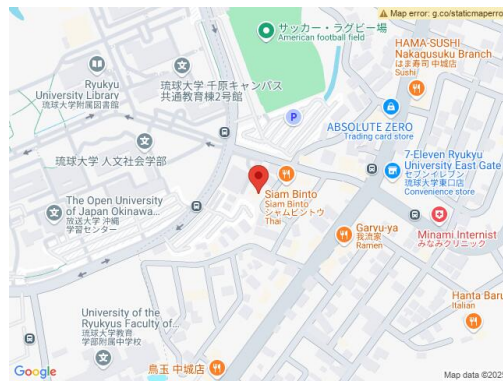 Map error: g.co/staticmaperro
サッカー・ラグビー場
American football field
HAMA-SUSHI
Nakagusuku Branch
はま寿司 中城店
Sushi
Ryukyu
University Library
琉球大学附属図書館
琉球大学 千原キャンパス
共通教育棟2号館
P
ABSOLUTE ZERO
Trading card store
琉球大学 人文社会学部
7-Eleven Ryukyu
University East Gate
セブンイレブン
琉球大学東口店
Convenience store
Siam Binto
Siam Binto
シャムビントウ
Thai
The Open University
of Japan Okinawa...
放送大学 沖縄
学習センター
Minami Internist
みなみクリニック
Garyu-ya
我流家
Ramen
Hanta Baru
Italian
University of the
Ryukyus Faculty of...
琉球大学教育
学部附属中学校
鳥玉 中城店
Google
Map data ©2025